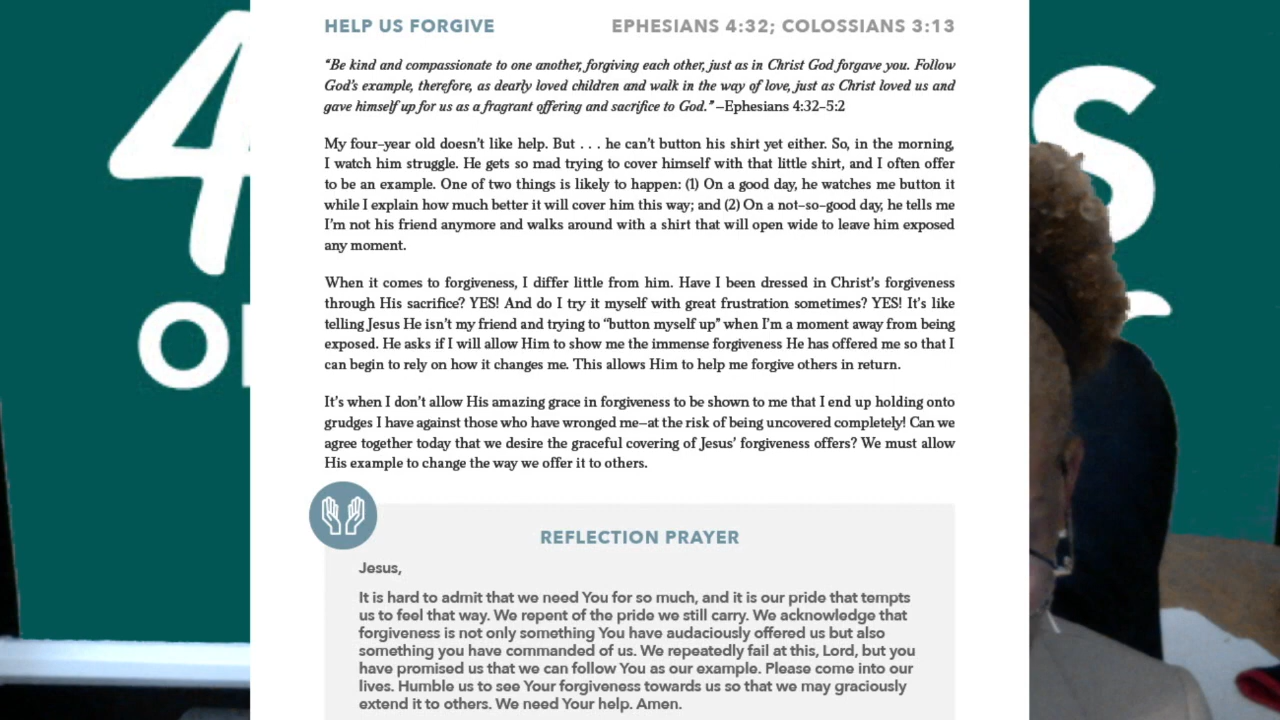 HELP US FORGIVE EPHESIANS 4:32; COLOSSIANS 3:13
“Be kind and compassionate to one another, forgiving each other, just as in Christ God forgave you. Follow
God’s example, therefore, as dearly loved children and walk in the way of love, just as Christ loved us and
gave himself up for us as a fragrant offering and sacrifice to God.” –Ephesians 4:32–5:2
My four–year old doesn’t like help. But . . . he can’t button his shirt yet either. So, in the morning,
I watch him struggle. He gets so mad trying to cover himself with that little shirt, and I often offer
to be an example. One of two things is likely to happen: (1) On a good day, he watches me button it
while I explain how much better it will cover him this way; and (2) On a not–so–good day, he tells me
I’m not his friend anymore and walks around with a shirt that will open wide to leave him exposed
any moment.
When it comes to forgiveness, I differ little from him. Have I been dressed in Christ’s forgiveness
through His sacrifice? YES! And do I try it myself with great frustration sometimes? YES! It’s like
telling Jesus He isn’t my friend and trying to “button myself up” when I’m a moment away from being
exposed. He asks if I will allow Him to show me the immense forgiveness He has offered me so that I
can begin to rely on how it changes me. This allows Him to help me forgive others in return.
It’s when I don’t allow His amazing grace in forgiveness to be shown to me that I end up holding onto
grudges I have against those who have wronged me–at the risk of being uncovered completely! Can we
agree together today that we desire the graceful covering of Jesus’ forgiveness offers? We must allow
His example to change the way we offer it to others.
REFLECTION PRAYER
Jesus,
It is hard to admit that we need You for so much, and it is our pride that tempts
us to feel that way. We repent of the pride we still carry. We acknowledge that
forgiveness is not only something You have audaciously offered us but also
something you have commanded of us. We repeatedly fail at this, Lord, but you
have promised us that we can follow You as our example. Please come into our
lives. Humble us to see Your forgiveness towards us so that we may graciously
extend it to others. We need Your help. Amen.
4
S
O